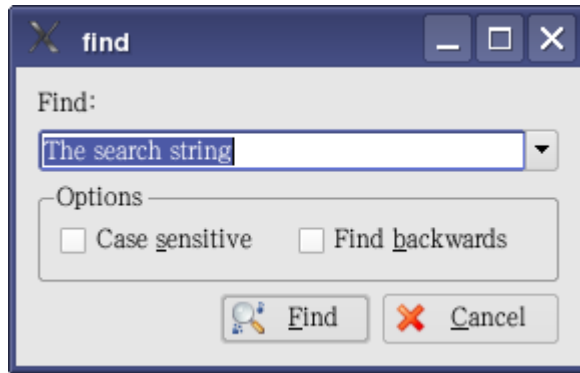 find
Find:
The search string
Options
Case sensitive Find backwards
Find Cancel